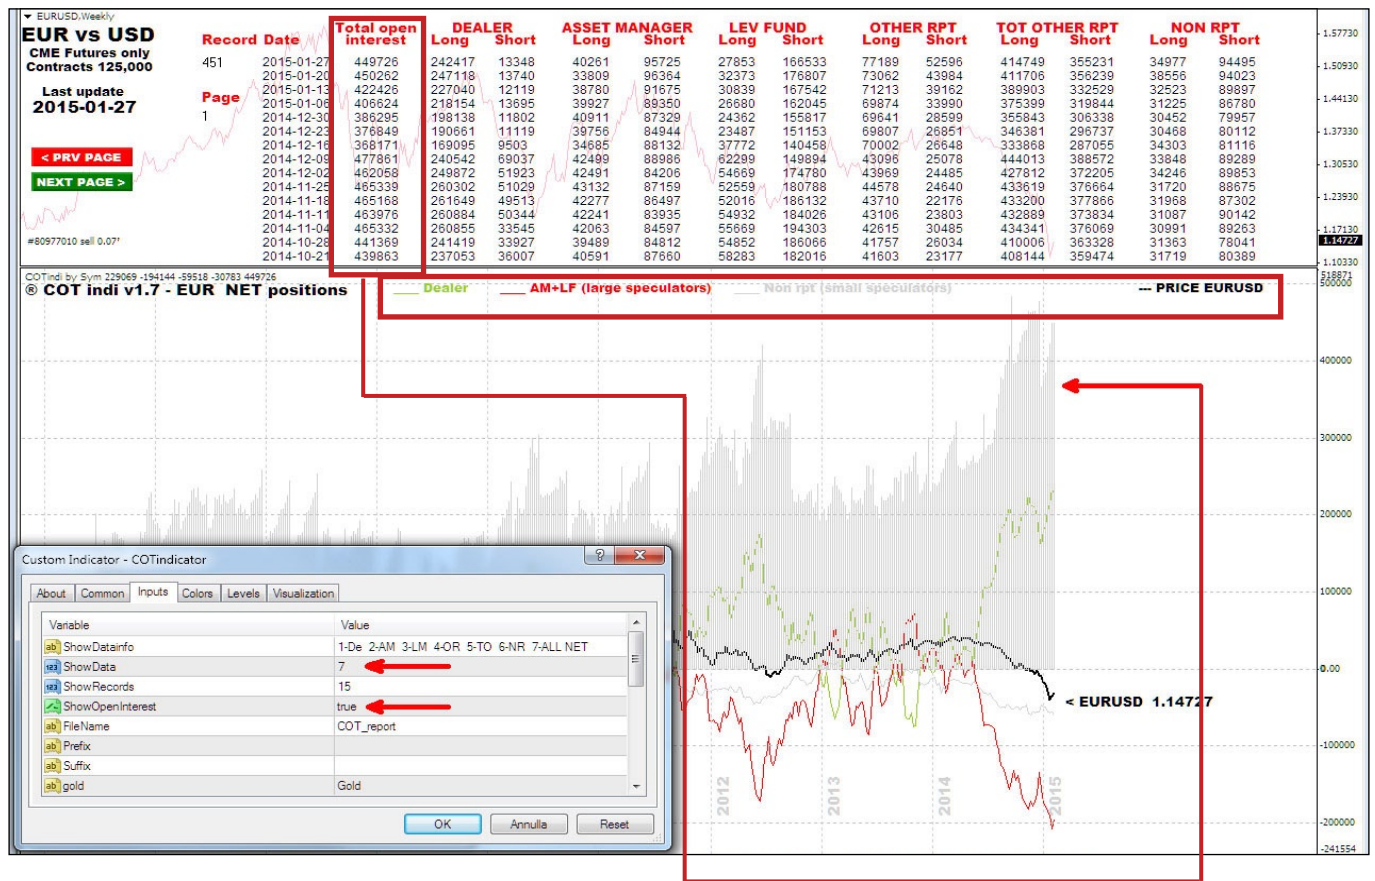 EURUSD,Weekly
EUR vs USD
CME Futures only
Contracts 125,000
Last update
2015-01-27
< PRV PAGE
NEXT PAGE >
#80977010 sell 0.07
Record Date Total open interest DEALER Long Short ASSET MANAGER Long Short LEV FUND Long Short OTHER RPT Long Short TOT OTHER RPT Long Short NON RPT Long Short
451 2015-01-27 449726 242417 13348 40261 95725 27853 166533 77189 52596 414749 355231 34977 94495
2015-01-20 450262 247118 13740 33809 96364 32373 176807 73062 43984 411706 356239 38556 94023
Page 2015-01-13 422426 227040 12119 38780 91675 30839 167542 71213 39162 389903 332529 32523 89897
2015-01-06 406624 218154 13695 39927 89350 26680 162045 69874 33990 375399 319844 31225 86780
1 2014-12-30 386295 198138 11802 40911 87329 24362 155817 69641 28599 355843 306338 30452 79957
2014-12-23 376849 190661 11119 39756 84944 23487 151153 69807 26851 346381 296737 30468 80112
2014-12-16 368171 169095 9503 34685 88132 37772 140458 70002 26648 333868 287055 34303 81116
2014-12-09 477861 240542 69037 42499 88986 62299 149894 43096 25078 444013 388572 33848 89289
2014-12-02 462058 249872 51923 42491 84206 54669 174780 43969 24485 427812 372205 34246 89853
2014-11-25 465339 260302 51029 43132 87159 52559 180788 44578 24640 433619 376664 31720 88675
2014-11-18 465168 261649 49513 42277 86497 52016 186132 43710 22176 433200 377866 31968 87302
2014-11-11 463976 260884 50344 42241 83935 54932 184026 43106 23803 432889 373834 31087 90142
2014-11-04 465332 260855 33545 42063 84597 55669 194303 42615 30485 434341 376069 30991 89263
2014-10-28 441369 241419 33927 39489 84812 54852 186066 41757 26034 410006 363328 31363 78041
2014-10-21 439863 237053 36007 40591 87660 58283 182016 41603 23177 408144 359474 31719 80389
1.57730
1.50930
1.44130
1.37330
1.30530
1.23930
1.17130
1.14727
1.10330
COTindi by Sym 229069 -194144 -59518 -30783 449726
® COT indi v1.7 - EUR NET positions
___ Dealer ___ AM+LF (large speculators) ___ Non rpt (small speculators) --- PRICE EURUSD
518871
500000
400000
300000
200000
100000
0.00
-100000
-200000
-241554
< EURUSD 1.14727
2012
2013
2014
2015
Custom Indicator - COTindicator
About Common Inputs Colors Levels Visualization
Variable Value
ShowDatainfo 1-De 2-AM 3-LM 4-OR 5-TO 6-NR 7-ALL NET
ShowData 7
ShowRecords 15
ShowOpenInterest true
FileName COT_report
Prefix
Suffix
gold Gold
OK Annulla Reset